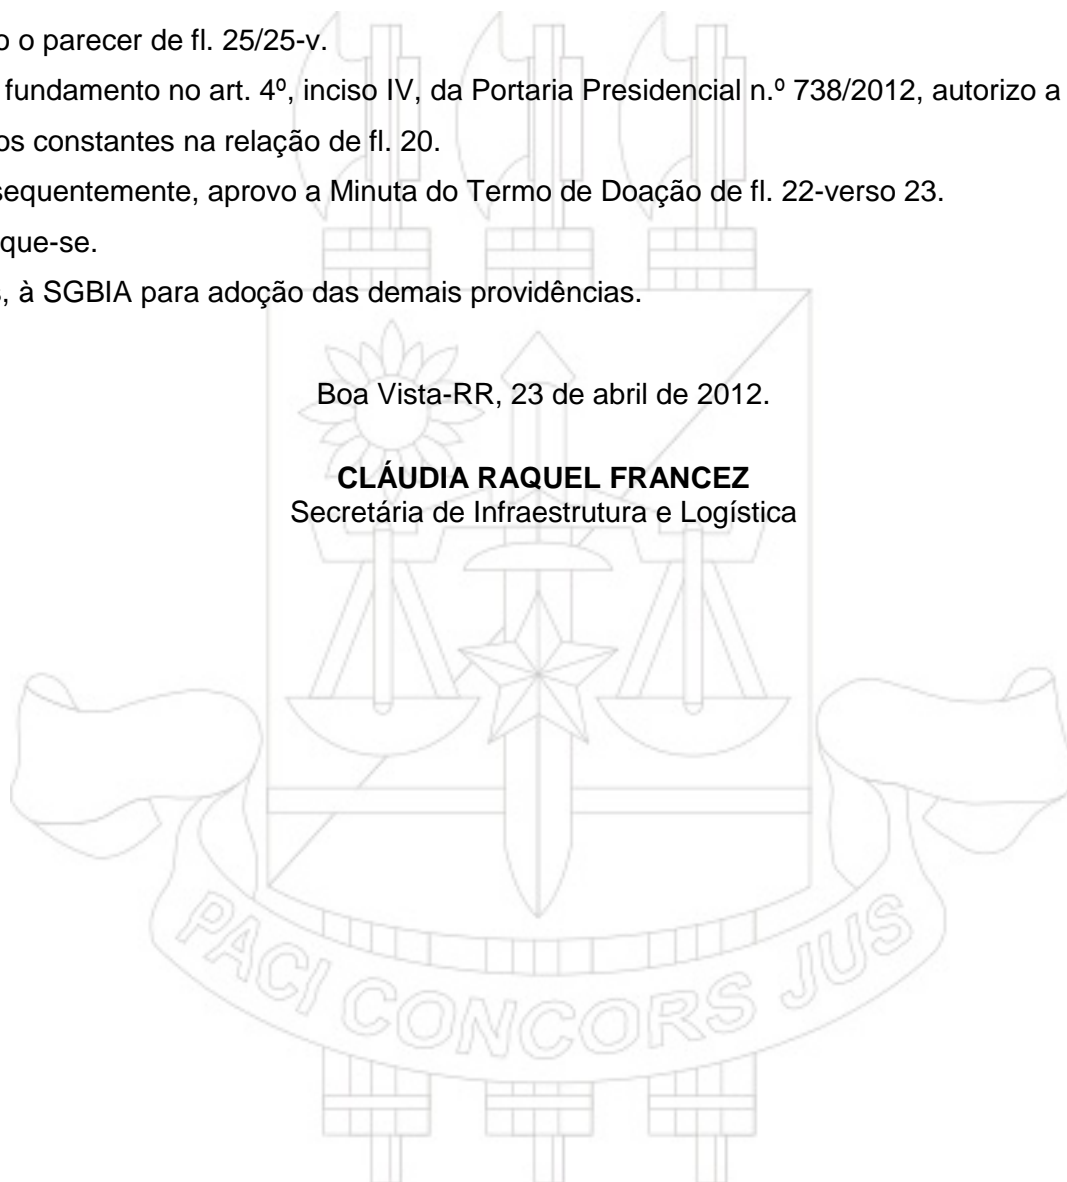 o o parecer de fl. 25/25-v.
fundamento no art. 4º, inciso IV, da Portaria Presidencial n.º 738/2012, autorizo a
os constantes na relação de fl. 20.
sequentemente, aprovo a Minuta do Termo de Doação de fl. 22-verso 23.
que-se.
s, à SGBIA para adoção das demais providências.
Boa Vista-RR, 23 de abril de 2012.
CLÁUDIA RAQUEL FRANCEZ
Secretária de Infraestrutura e Logística
PACI CONCORS JUS